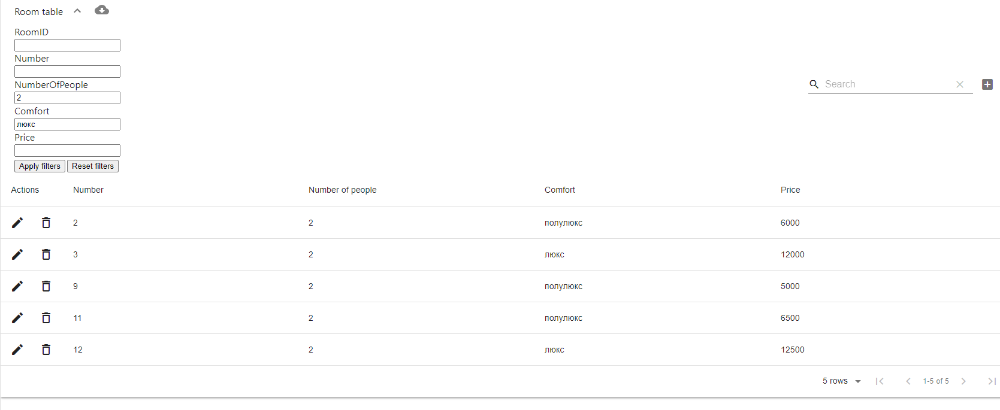 Room table
RoomID
Number
NumberOfPeople
2
Comfort
люкс
Price
Search
Apply filters Reset filters
Actions Number Number of people Comfort Price
2 2 полулюкс 6000
3 2 люкс 12000
9 2 полулюкс 5000
11 2 полулюкс 6500
12 2 люкс 12500
5 rows 1-5 of 5